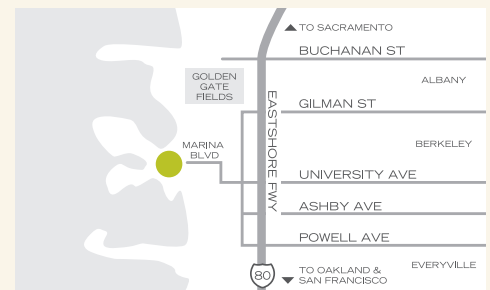 TO SACRAMENTO
BUCHANAN ST
GOLDEN
GATE
FIELDS
ALBANY
GILMAN ST
EASTSHORE FWY
MARINA
BLVD
BERKELEY
UNIVERSITY AVE
ASHBY AVE
POWELL AVE
80
TO OAKLAND &
SAN FRANCISCO
EVERYVILLE